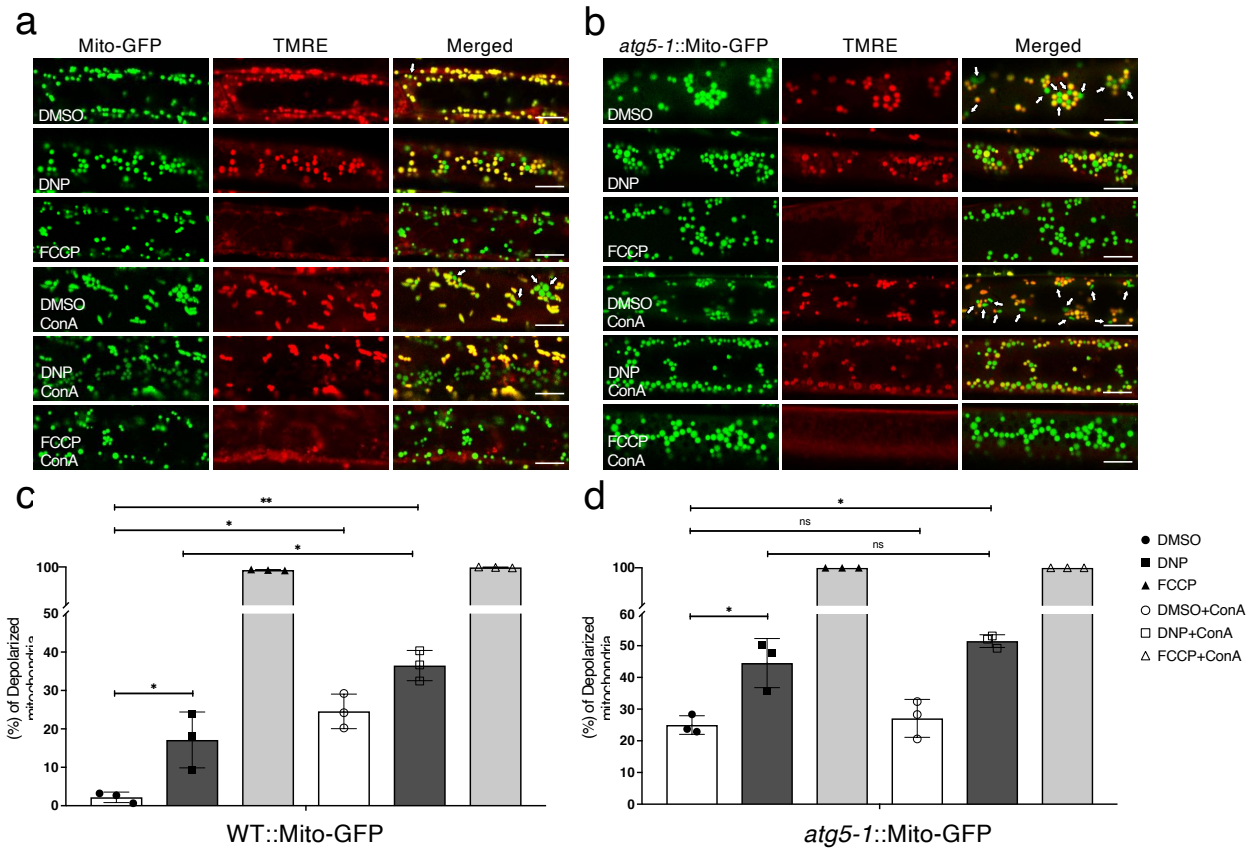 a
Mito-GFP TMRE Merged
DMSO
DNP
FCCP
DMSO
ConA
DNP
ConA
FCCP
ConA
b
atg5-1::Mito-GFP TMRE Merged
DMSO
DNP
FCCP
DMSO
ConA
DNP
ConA
FCCP
ConA
c
**
*
*
*
100
50
40
30
20
10
0
(%) of Depolarized
mitochondria
WT::Mito-GFP
d
*
ns
ns
*
100
60
50
40
30
20
10
0
(%) of Depolarized
mitochondria
atg5-1::Mito-GFP
DMSO
DNP
FCCP
DMSO+ConA
DNP+ConA
FCCP+ConA